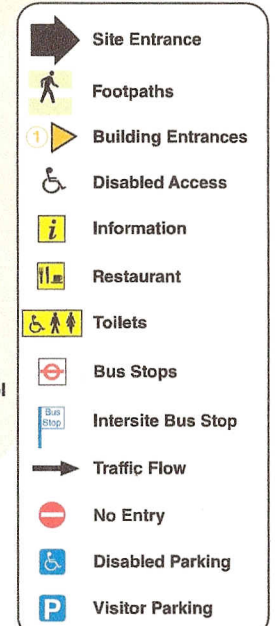 Site Entrance
Footpaths
1 Building Entrances
Disabled Access
i Information
Restaurant
Toilets
Bus Stops
Bus
Stop
Intersite Bus Stop
Traffic Flow
No Entry
Disabled Parking
P Visitor Parking